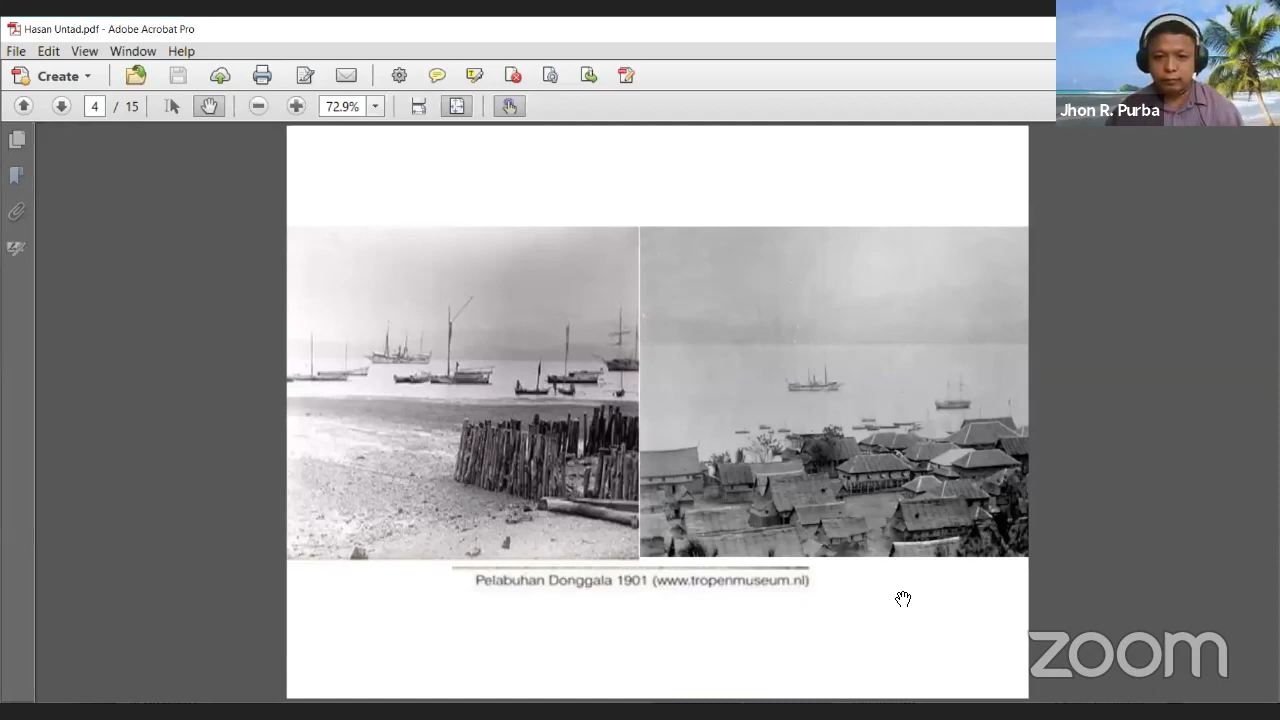 Hasan Untad.pdf - Adobe Acrobat Pro
File Edit View Window Help
Create
4 / 15 72.9%
Jhon R. Purba
Pelabuhan Donggala 1901 (www.tropenmuseum.nl)
zoom